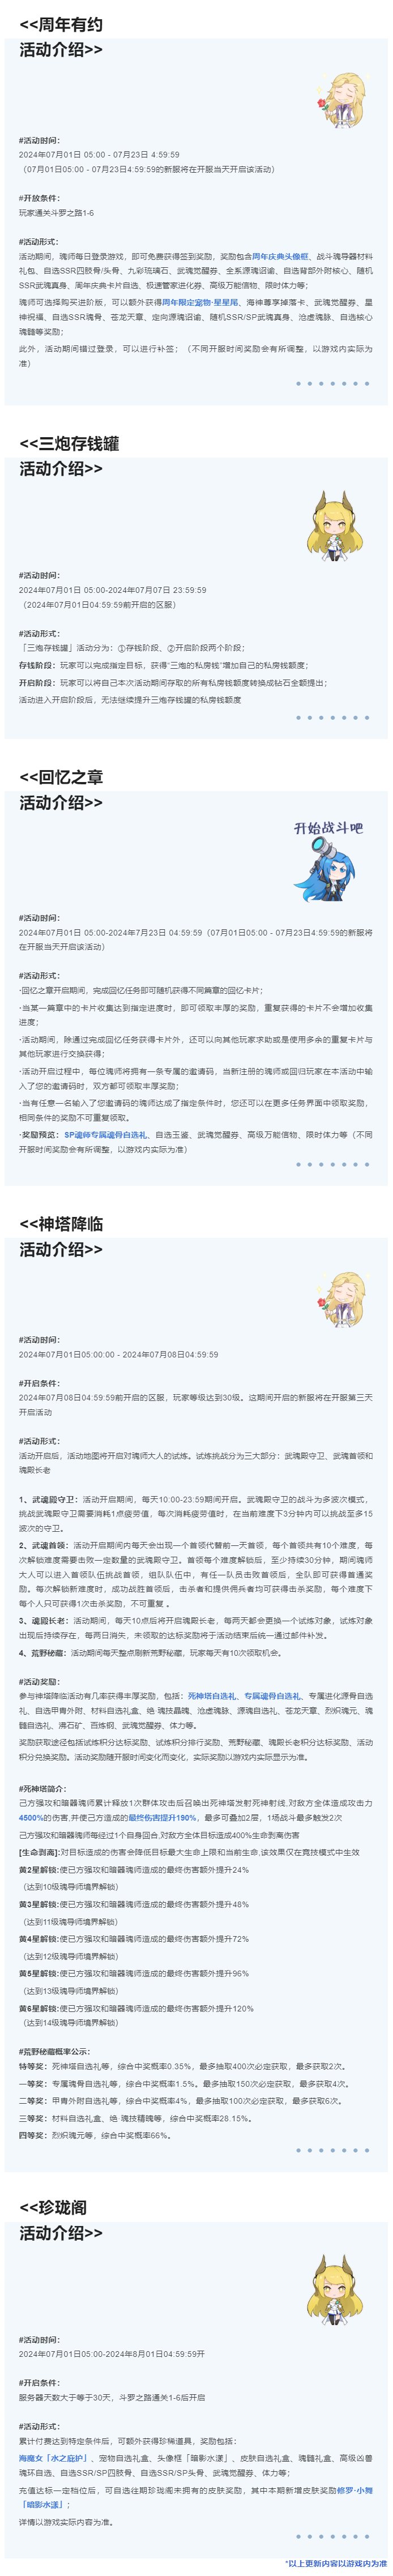 <<周年有约
活动介绍>>
#活动时间：
2024年07月01日 05:00 - 07月23日 4:59:59
（07月01日05:00 - 07月23日4:59:59的新服将在开服当天开启该活动）
#开放条件：
玩家通关斗罗之路1-6
#活动形式：
活动期间，魂师每日登录游戏，即可免费获得签到奖励，奖励包含周年庆典头像框、战斗魂导器材料
礼包、自选SSR四肢骨/头骨、九彩琉璃石、武魂觉醒券、全系源魂诏谕、自选背部外附核心、随机
SSR武魂真身、周年庆典卡片自选、极速管家进化券、高级万能信物、限时体力等；
魂师可选择购买进阶版，可以额外获得周年限定宠物·星星尾、海神尊享掉落卡、武魂觉醒券、星
神祝福、自选SSR魂骨、苍龙天章、定向源魂诏谕、随机SSR/SP武魂真身、沧虚魂脉、自选核心
魂髓等奖励；
此外，活动期间错过登录，可以进行补签；（不同开服时间奖励会有所调整，以游戏内实际为
准）
<<三炮存钱罐
活动介绍>>
#活动时间：
2024年07月01日 05:00-2024年07月07日 23:59:59
（2024年07月01日04:59:59前开启的区服）
#活动形式：
「三炮存钱罐」活动分为：①存钱阶段、②开启阶段两个阶段；
存钱阶段：玩家可以完成指定目标，获得“三炮的私房钱”增加自己的私房钱额度；
开启阶段：玩家可以将自己本次活动期间存取的所有私房钱额度转换成钻石全额提出；
活动进入开启阶段后，无法继续提升三炮存钱罐的私房钱额度
<<回忆之章
活动介绍>>
开始战斗吧
#活动时间：
2024年07月01日 05:00-2024年7月23日 04:59:59（07月01日05:00 - 07月23日4:59:59的新服将
在开服当天开启该活动）
#活动形式：
·回忆之章开启期间，完成回忆任务即可随机获得不同篇章的回忆卡片；
·当某一篇章中的卡片收集达到指定进度时，即可领取丰厚的奖励，重复获得的卡片不会增加收集
进度；
·活动期间，除通过完成回忆任务获得卡片外，还可以向其他玩家求助或是使用多余的重复卡片与
其他玩家进行交换获得；
·活动开启过程中，每位魂师将拥有一条专属的邀请码，当新注册的魂师或回归玩家在本活动中输
入了您的邀请码时，双方都可领取丰厚奖励；
·当有任意一名输入了您邀请码的魂师达成了指定条件时，您还可以在更多任务界面中领取奖励，
相同条件的奖励不可重复领取。
·奖励预览：SP魂师专属魂骨自选礼、自选玉鉴、武魂觉醒券、高级万能信物、限时体力等（不同
开服时间奖励会有所调整，以游戏内实际为准）
<<神塔降临
活动介绍>>
#活动时间：
2024年07月01日05:00:00 - 2024年07月08日04:59:59
#开启条件：
2024年07月08日04:59:59前开启的区服，玩家等级达到30级。这期间开启的新服将在开服第三天
开启活动
#活动形式：
活动开启后，活动地图将开启对魂师大人的试炼。试炼挑战分为三大部分：武魂殿守卫、武魂首领和
魂殿长老
1、武魂殿守卫：活动开启期间，每天10:00-23:59期间开启。武魂殿守卫的战斗为多波次模式，
挑战武魂殿守卫需要消耗1点疲劳值，每次消耗疲劳值时，在当前难度下3分钟内可以挑战至多15
波次的守卫。
2、武魂首领：活动开启期间内每天会出现一个首领代替前一天首领，每个首领共有10个难度，每
次解锁难度需要击败一定数量的武魂殿守卫。首领每个难度解锁后，至少持续30分钟，期间魂师
大人可以进入首领队伍挑战首领，组队队伍中，有任一队员击败首领后，全队即可获得首通奖
励。每次解锁新难度时，成功战胜首领后，击杀者和提供佣兵者均可获得击杀奖励，每个难度下
每个人只可获得1次击杀奖励，不可重复 。
3、魂殿长老：活动期间，每天10点后将开启魂殿长老，每两天都会更换一个试炼对象，试炼对象
出现后持续存在，每两日消失，未领取的达标奖励将于活动结束后统一通过邮件补发。
4、荒野秘藏：活动期间每天整点刷新荒野秘藏，玩家每天有10次领取机会。
#活动奖励：
参与神塔降临活动有几率获得丰厚奖励，包括：死神塔自选礼、专属魂骨自选礼、专属进化源骨自选
礼、自选甲胄外附、材料自选礼盒、绝·魂技晶魄、沧虚魂脉、源魂自选礼、苍龙天章、烈炽魂元、魂
髓自选礼、沸石矿、百炼铜、武魂觉醒券、体力等。
奖励获取途径包括试炼积分达标奖励、试炼积分排行奖励、荒野秘藏、魂殿长老积分达标奖励、活动
积分兑换奖励。活动奖励随开服时间变化而变化，实际奖励以游戏内实际显示为准。
#死神塔简介：
己方强攻和暗器魂师累计释放1次群体攻击后召唤出死神塔发射死神射线,对敌方全体造成攻击力
4500%的伤害,并使己方造成的最终伤害提升190%，最多可叠加2层，1场战斗最多触发2次
己方强攻和暗器魂师每经过1个自身回合,对敌方全体目标造成400%生命剥离伤害
[生命剥离]:对目标造成的伤害会降低目标最大生命上限和当前生命,该效果仅在竞技模式中生效
黄2星解锁:使己方强攻和暗器魂师造成的最终伤害额外提升24%
（达到10级魂导师境界解锁）
黄3星解锁:使己方强攻和暗器魂师造成的最终伤害额外提升48%
（达到11级魂导师境界解锁）
黄4星解锁:使己方强攻和暗器魂师造成的最终伤害额外提升72%
（达到12级魂导师境界解锁）
黄5星解锁:使己方强攻和暗器魂师造成的最终伤害额外提升96%
（达到13级魂导师境界解锁）
黄6星解锁:使己方强攻和暗器魂师造成的最终伤害额外提升120%
（达到14级魂导师境界解锁）
#荒野秘藏概率公示：
特等奖：死神塔自选礼等，综合中奖概率0.35%，最多抽取400次必定获取，最多获取2次。
一等奖：专属魂骨自选礼等，综合中奖概率1.5%。最多抽取150次必定获取，最多获取4次。
二等奖：甲胄外附自选礼等，综合中奖概率4%，最多抽取100次必定获取，最多获取6次。
三等奖：材料自选礼盒、绝·魂技精魄等，综合中奖概率28.15%。
四等奖：烈炽魂元等，综合中奖概率66%。
<<珍珑阁
活动介绍>>
#活动时间：
2024年07月01日05:00-2024年8月01日04:59:59开
#开启条件：
服务器天数大于等于30天，斗罗之路通关1-6后开启
#活动形式：
累计付费达到特定条件后，可额外获得珍稀道具，奖励包括：
海魔女「水之庇护」、宠物自选礼盒、头像框「暗影水漾」、皮肤自选礼盒、魂髓礼盒、高级凶兽
魂环自选、自选SSR/SP四肢骨、自选SSR/SP头骨、武魂觉醒券、体力等；
充值达标一定档位后，可自选往期珍珑阁未拥有的皮肤奖励，其中本期新增皮肤奖励修罗·小舞
「暗影水漾」；
详情以游戏实际内容为准。
*以上更新内容以游戏内为准